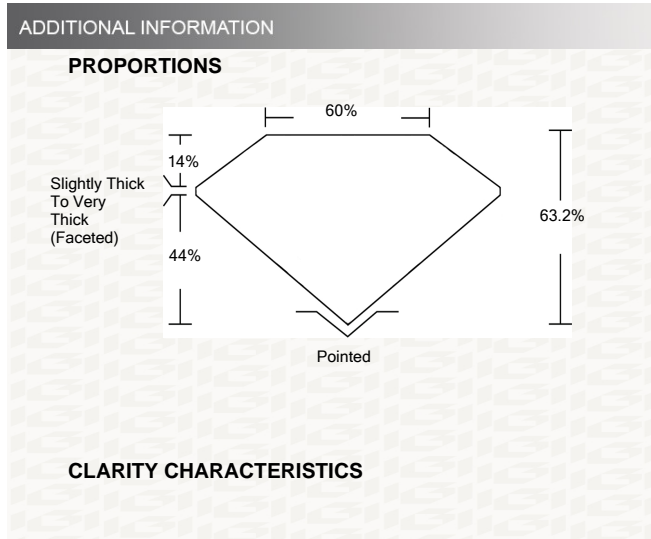 ADDITIONAL INFORMATION
PROPORTIONS
60%
14%
Slightly Thick
To Very
Thick
(Faceted)
63.2%
44%
Pointed
CLARITY CHARACTERISTICS